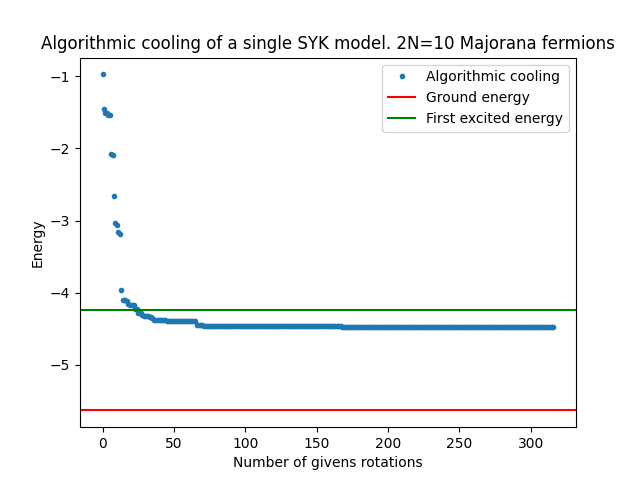 Algorithmic cooling of a single SYK model. 2N=10 Majorana fermions
Algorithmic cooling
Ground energy
First excited energy
Energy
−1
−2
−3
−4
−5
0 50 100 150 200 250 300
Number of givens rotations